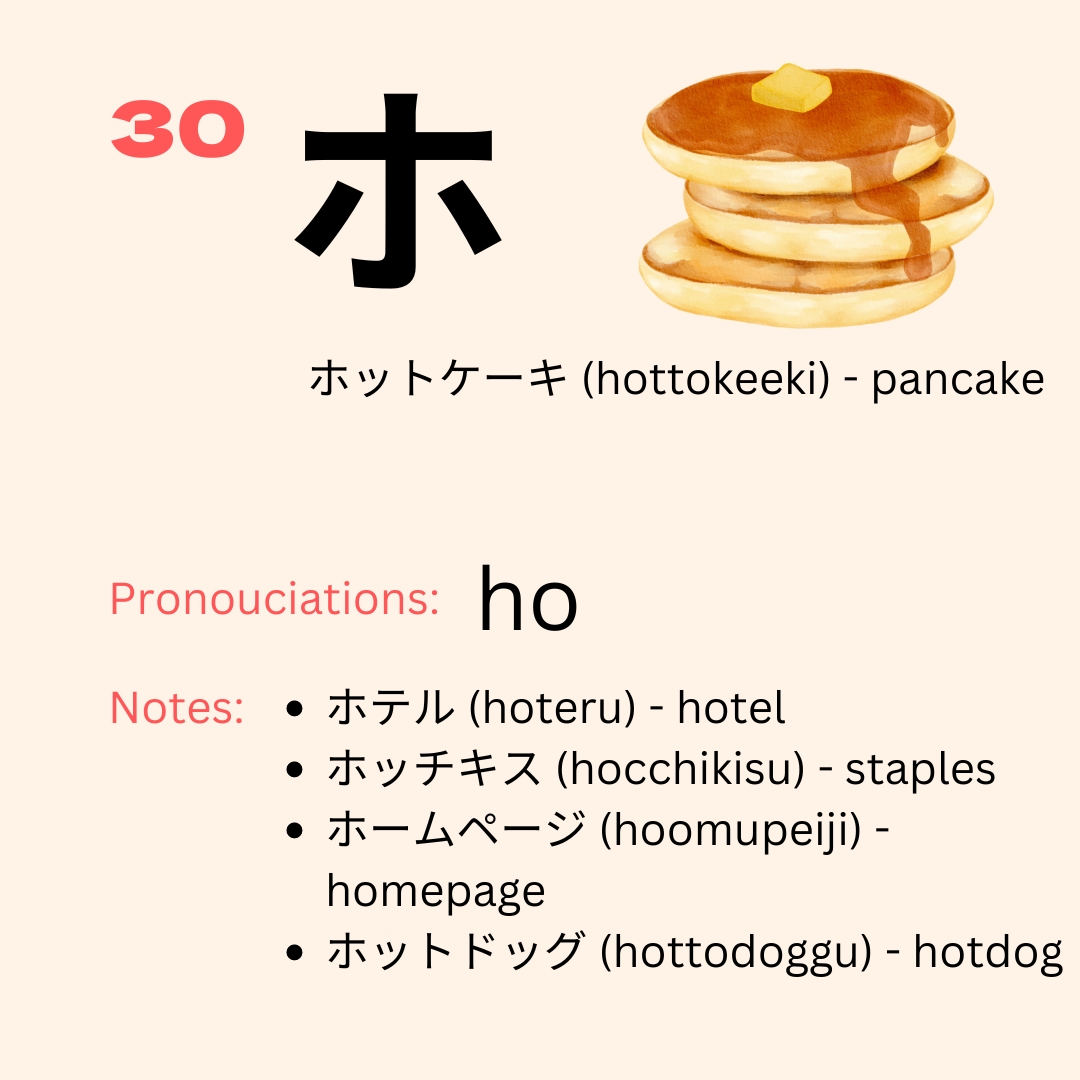 30
ホ
ホットケーキ (hottokeeki) - pancake
Pronouciations: ho
Notes:
• ホテル (hoteru) - hotel
• ホッチキス (hocchikisu) - staples
• ホームページ (hoomupeiji) -
homepage
• ホットドッグ (hottodoggu) - hotdog